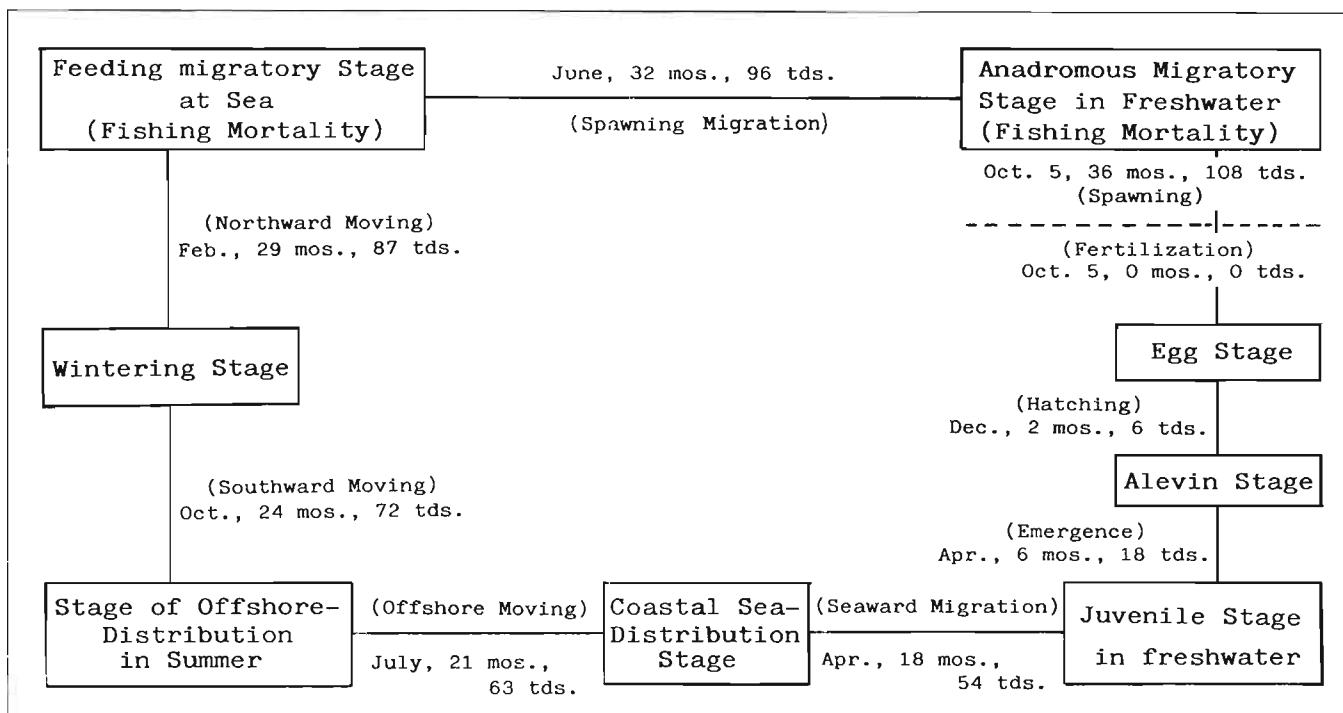 Feeding migratory Stage
at Sea
(Fishing Mortality)
June, 32 mos., 96 tds.
(Spawning Migration)
Anadromous Migratory
Stage in Freshwater
(Fishing Mortality)
Oct. 5, 36 mos., 108 tds.
(Spawning)
(Fertilization)
Oct. 5, 0 mos., 0 tds.
(Northward Moving)
Feb., 29 mos., 87 tds.
Wintering Stage
Egg Stage
(Hatching)
Dec., 2 mos., 6 tds.
(Southward Moving)
Oct., 24 mos., 72 tds.
Alevin Stage
(Emergence)
Apr., 6 mos., 18 tds.
Stage of Offshore-
Distribution
in Summer
(Offshore Moving)
July, 21 mos.,
63 tds.
Coastal Sea-
Distribution
Stage
(Seaward Migration)
Apr., 18 mos.,
54 tds.
Juvenile Stage
in freshwater